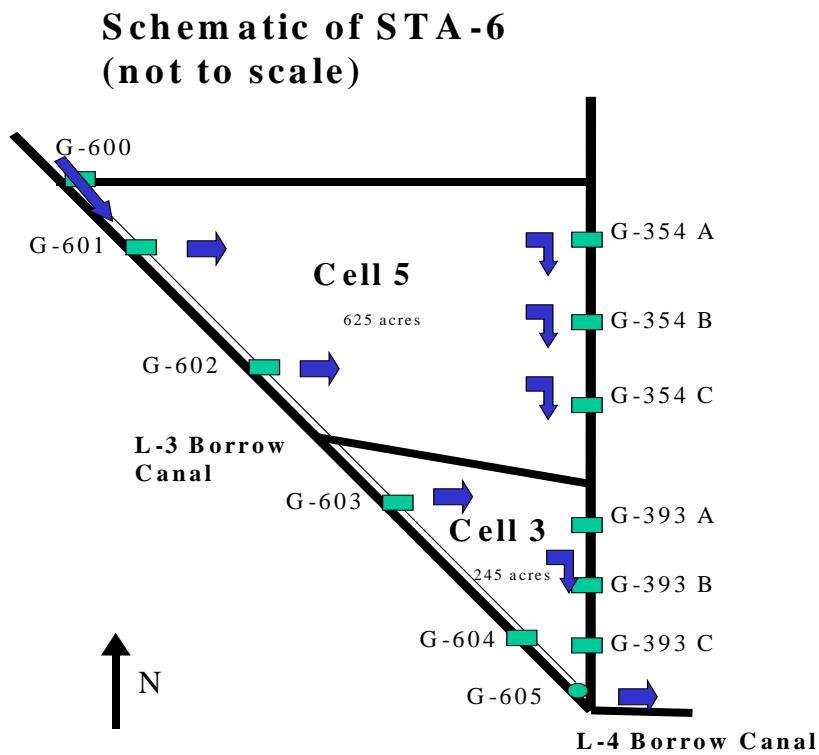 Schematic of STA-6
(not to scale)
G-600
G-601
G-354 A
Cell 5
625 acres
G-354 B
G-602
G-354 C
L-3 Borrow
Canal
G-603
Cell 3
G-393 A
245 acres
G-393 B
G-604
G-393 C
N
G-605
L-4 Borrow Canal